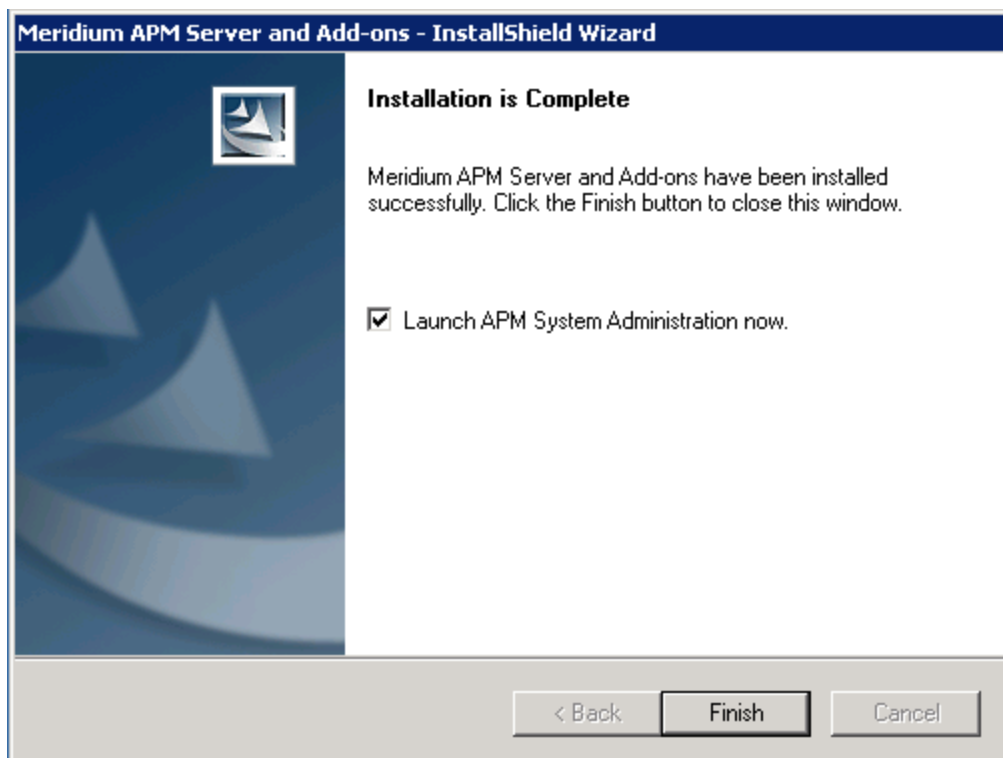 Meridium APM Server and Add-ons - InstallShield Wizard
Installation is Complete
Meridium APM Server and Add-ons have been installed
successfully. Click the Finish button to close this window.
Launch APM System Administration now.
< Back
Finish
Cancel